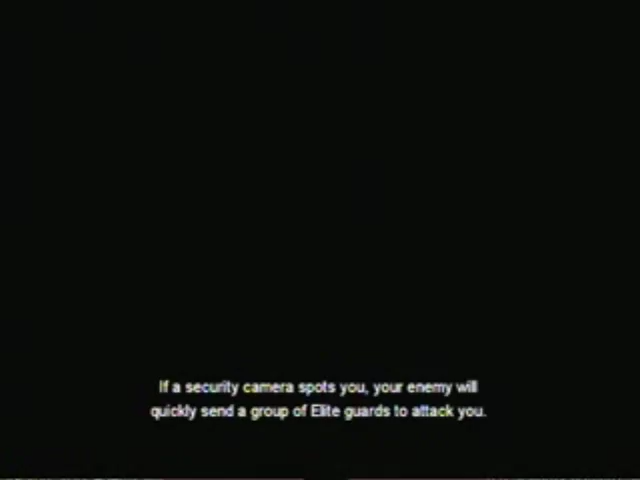 If a security camera spots you, your enemy will
quickly send a group of Elite guards to attack you.